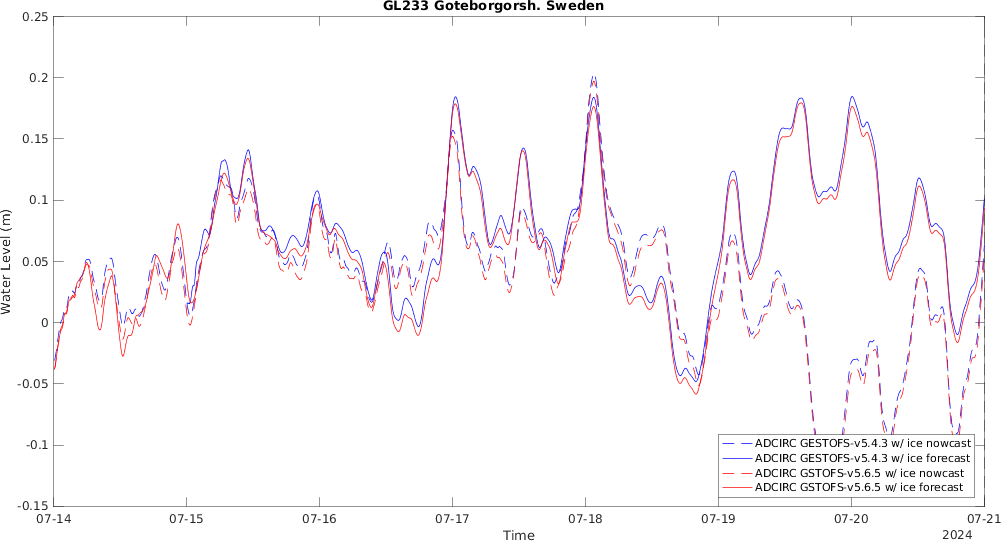 GL233 Goteborgorsh. Sweden
0.25
0.2
0.15
0.1
0.05
0
-0.05
-0.1
-0.15
Water Level (m)
07-14 07-15 07-16 07-17 07-18 07-19 07-20 07-21
Time
2024
ADCIRC GESTOFS-v5.4.3 w/ ice nowcast
ADCIRC GESTOFS-v5.4.3 w/ ice forecast
ADCIRC GSTOFS-v5.6.5 w/ ice nowcast
ADCIRC GSTOFS-v5.6.5 w/ ice forecast